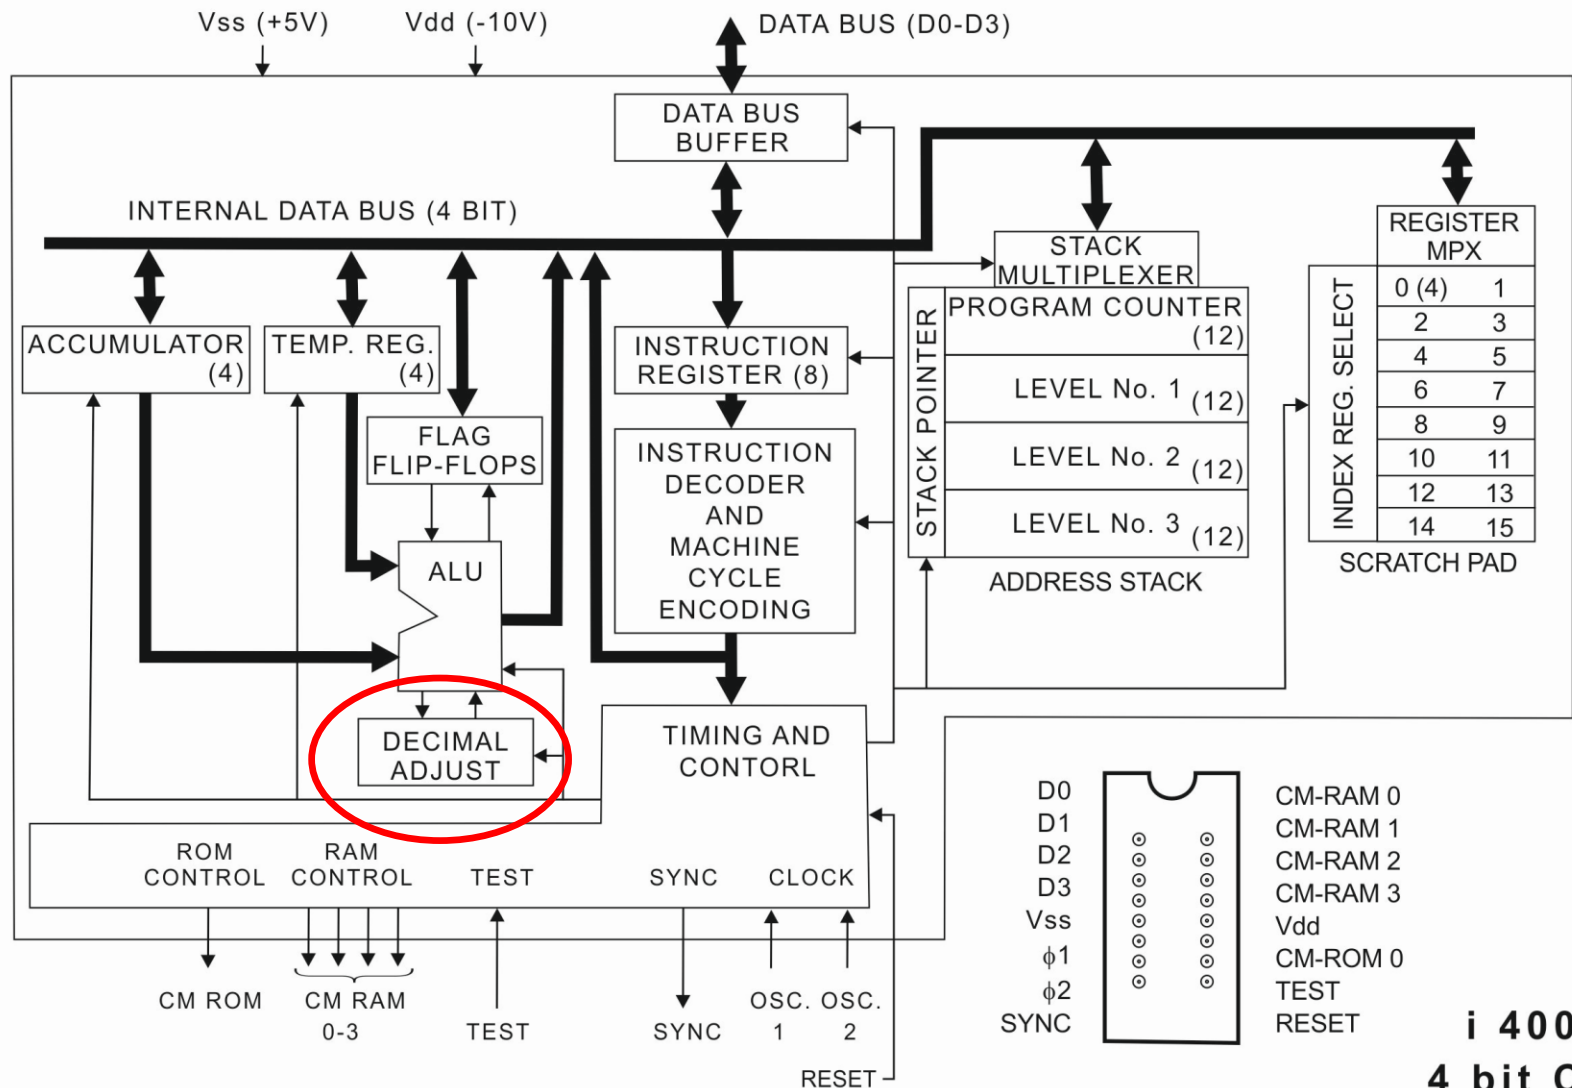 Vss (+5V)
Vdd (-10V)
DATA BUS (D0-D3)
DATA BUS
BUFFER
INTERNAL DATA BUS (4 BIT)
ACCUMULATOR
(4)
TEMP. REG.
(4)
FLAG
FLIP-FLOPS
ALU
DECIMAL
ADJUST
INSTRUCTION
REGISTER (8)
INSTRUCTION
DECODER
AND
MACHINE
CYCLE
ENCODING
TIMING AND
CONTORL
STACK
MULTIPLEXER
STACK POINTER
PROGRAM COUNTER
(12)
LEVEL No. 1 (12)
LEVEL No. 2 (12)
LEVEL No. 3 (12)
ADDRESS STACK
REGISTER
MPX
INDEX REG. SELECT
0 (4) 1
2 3
4 5
6 7
8 9
10 11
12 13
14 15
SCRATCH PAD
ROM
CONTROL
RAM
CONTROL
TEST
SYNC
CLOCK
CM ROM
CM RAM
0-3
TEST
SYNC
OSC.
1
OSC.
2
RESET
D0
D1
D2
D3
Vss
ϕ1
ϕ2
SYNC
CM-RAM 0
CM-RAM 1
CM-RAM 2
CM-RAM 3
Vdd
CM-ROM 0
TEST
RESET
i 400
4 bit C